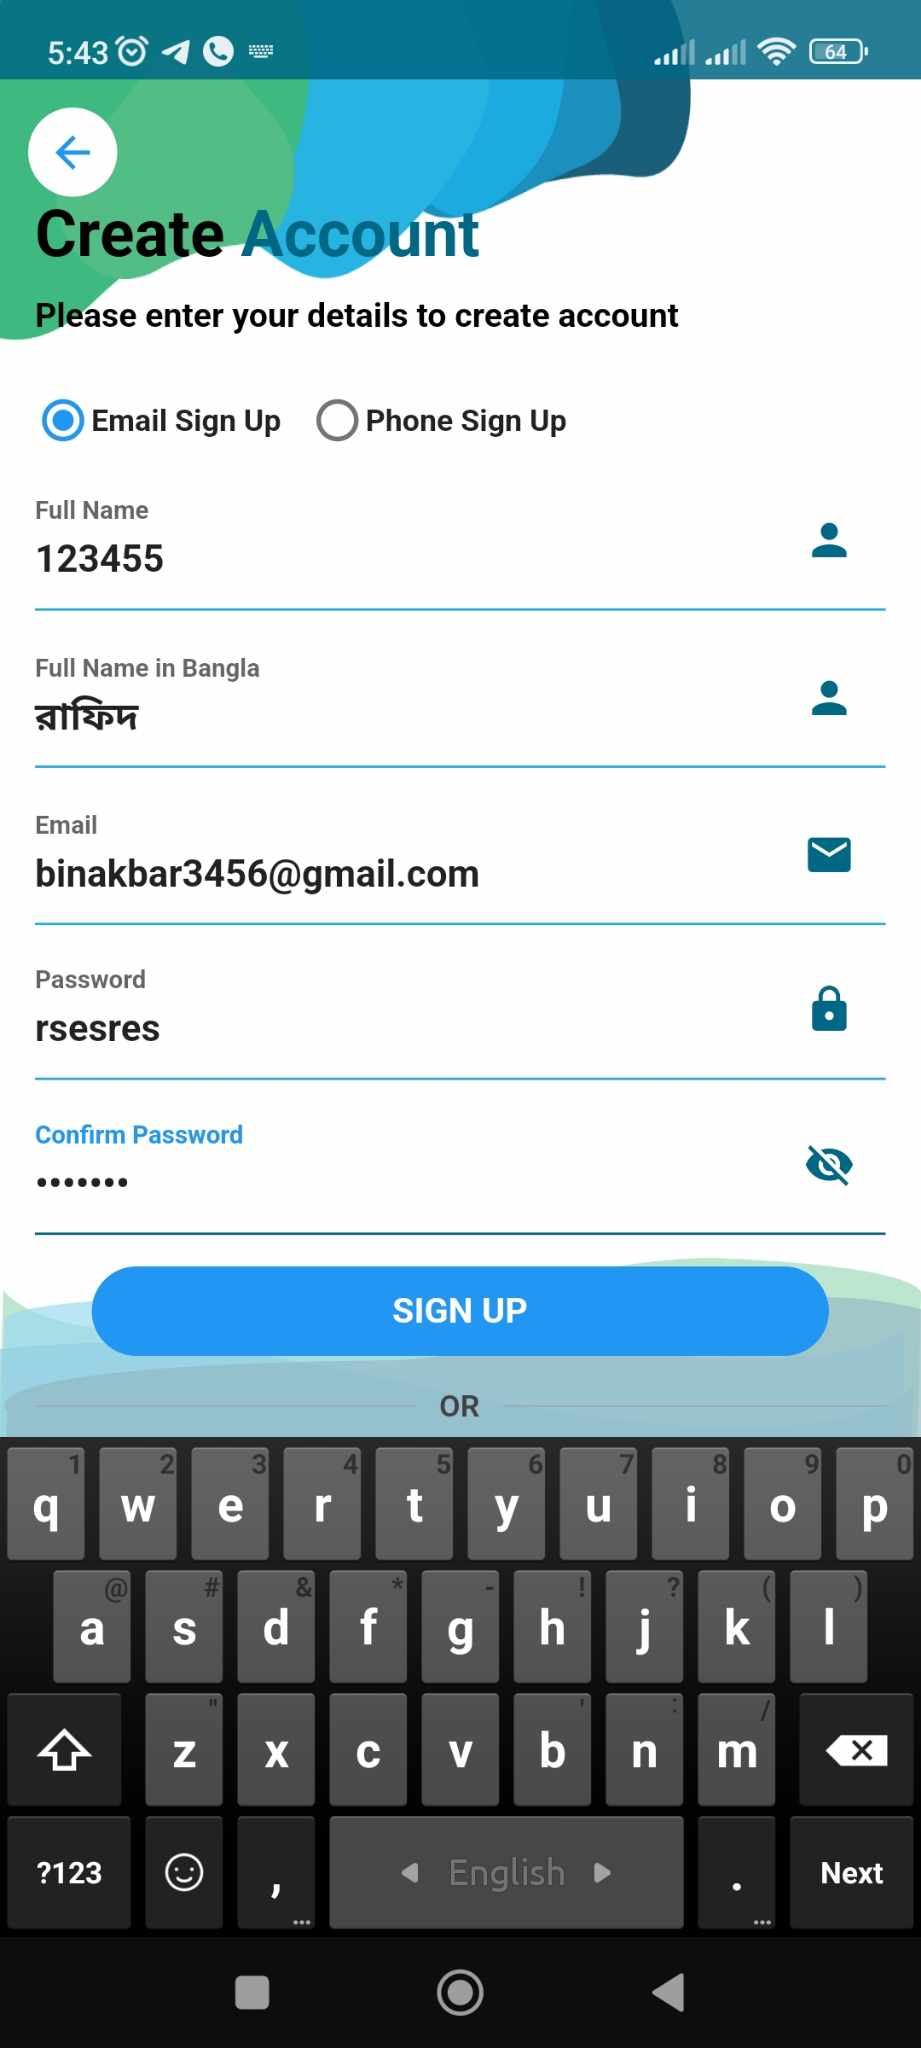 5:43
64
Create Account
Please enter your details to create account
Email Sign Up Phone Sign Up
Full Name
123455
Full Name in Bangla
রাফিদ
Email
binakbar3456@gmail.com
Password
rsesres
Confirm Password
•••••••
SIGN UP
OR
1 2 3 4 5 6 7 8 9 0
q w e r t y u i o p
@ # & * - ! ? ( )
a s d f g h j k l
" ' : /
z x c v b n m
?123 , English . Next